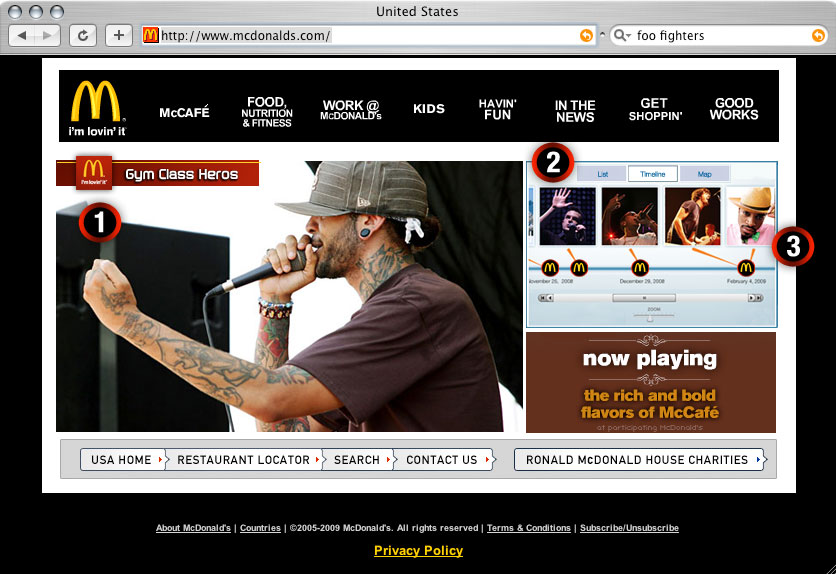 United States
http://www.mcdonalds.com/
foo fighters
i'm lovin' it
McCAFÉ
FOOD,
NUTRITION
& FITNESS
WORK @
McDONALD's
KIDS
HAVIN'
FUN
IN THE
NEWS
GET
SHOPPIN'
GOOD
WORKS
i'm lovin' it
Gym Class Heros
1
2
3
List
Timeline
Map
ovember 25, 2008
December 29, 2008
February 4, 2009
ZOOM
now playing
the rich and bold
flavors of McCafé
at participating McDonald's
USA HOME
RESTAURANT LOCATOR
SEARCH
CONTACT US
RONALD McDONALD HOUSE CHARITIES
About McDonald's | Countries | ©2005-2009 McDonald's. All rights reserved | Terms & Conditions | Subscribe/Unsubscribe
Privacy Policy